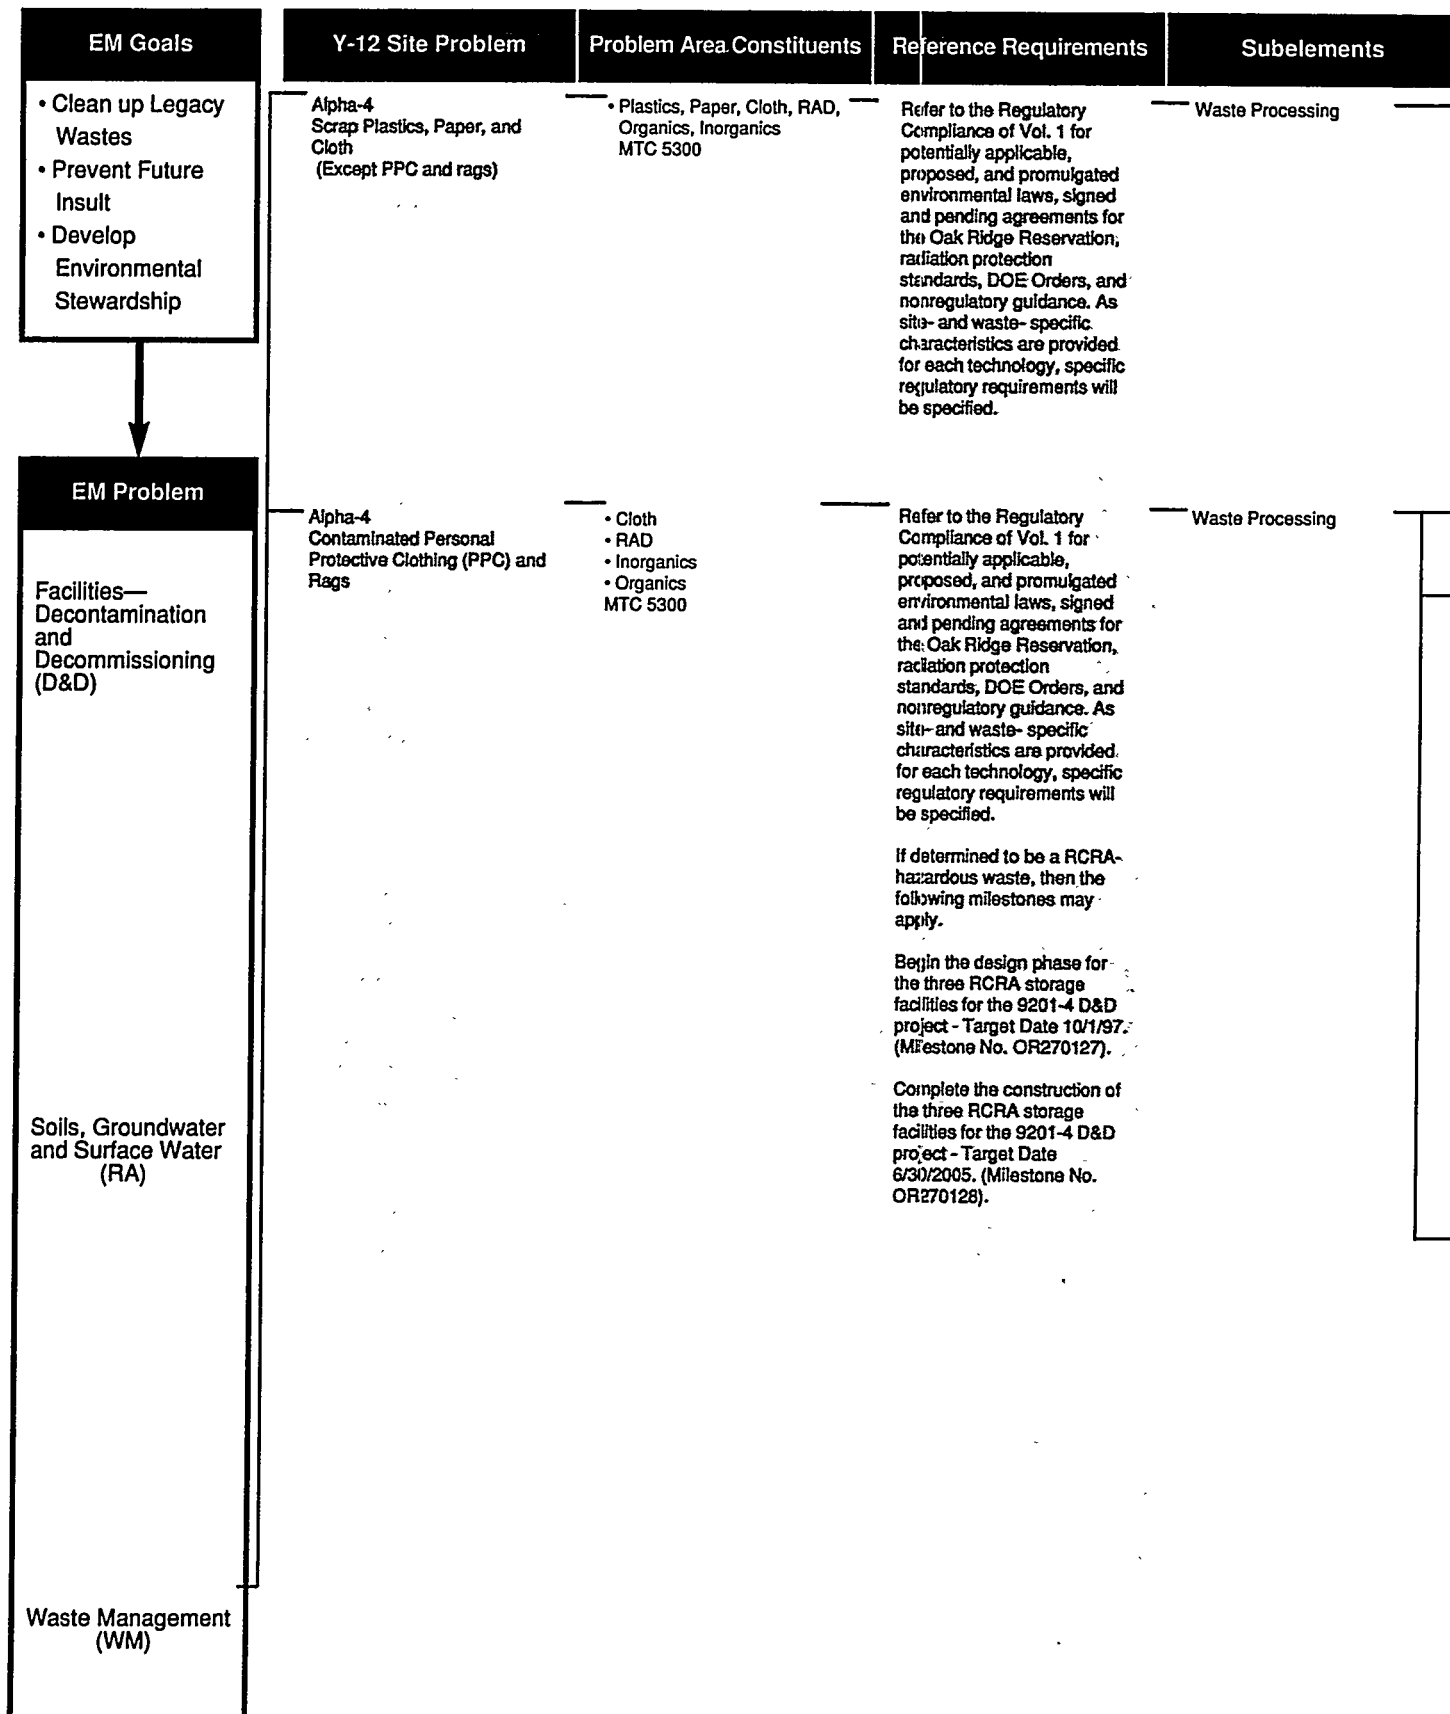 EM Goals
• Clean up Legacy
Wastes
• Prevent Future
Insult
• Develop
Environmental
Stewardship
EM Problem
Facilities—
Decontamination
and
Decommissioning
(D&D)
Soils, Groundwater
and Surface Water
(RA)
Waste Management
(WM)
Y-12 Site Problem
Problem Area Constituents
Reference Requirements
Subelements
Alpha-4
Scrap Plastics, Paper, and
Cloth
(Except PPC and rags)
• Plastics, Paper, Cloth, RAD,
Organics, Inorganics
MTC 5300
Refer to the Regulatory
Compliance of Vol. 1 for
potentially applicable,
proposed, and promulgated
environmental laws, signed
and pending agreements for
the Oak Ridge Reservation,
radiation protection
standards, DOE Orders, and
nonregulatory guidance. As
site- and waste- specific
characteristics are provided
for each technology, specific
regulatory requirements will
be specified.
Waste Processing
Alpha-4
Contaminated Personal
Protective Clothing (PPC) and
Rags
• Cloth
• RAD
• Inorganics
• Organics
MTC 5300
Refer to the Regulatory
Compliance of Vol. 1 for
potentially applicable,
proposed, and promulgated
environmental laws, signed
and pending agreements for
the Oak Ridge Reservation,
radiation protection
standards, DOE Orders, and
nonregulatory guidance. As
site- and waste- specific
characteristics are provided
for each technology, specific
regulatory requirements will
be specified.
If determined to be a RCRA-
hazardous waste, then the
following milestones may
apply.
Begin the design phase for
the three RCRA storage
facilities for the 9201-4 D&D
project - Target Date 10/1/97.
(Milestone No. OR270127).
Complete the construction of
the three RCRA storage
facilities for the 9201-4 D&D
project - Target Date
6/30/2005. (Milestone No.
OR270128).
Waste Processing